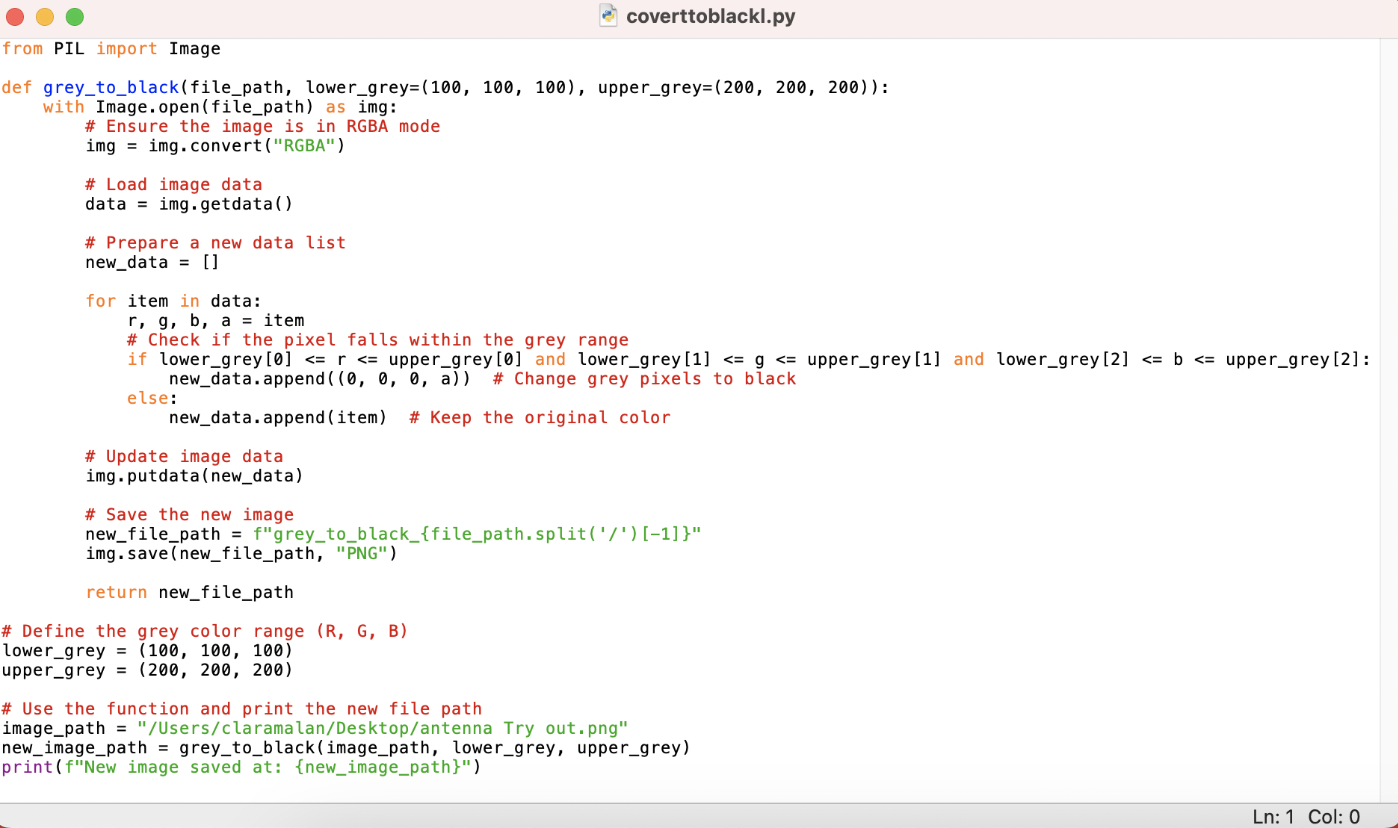 coverttoblackl.py
from PIL import Image

def grey_to_black(file_path, lower_grey=(100, 100, 100), upper_grey=(200, 200, 200)):
    with Image.open(file_path) as img:
        # Ensure the image is in RGBA mode
        img = img.convert("RGBA")

        # Load image data
        data = img.getdata()

        # Prepare a new data list
        new_data = []

        for item in data:
            r, g, b, a = item
            # Check if the pixel falls within the grey range
            if lower_grey[0] <= r <= upper_grey[0] and lower_grey[1] <= g <= upper_grey[1] and lower_grey[2] <= b <= upper_grey[2]:
                new_data.append((0, 0, 0, a))  # Change grey pixels to black
            else:
                new_data.append(item)  # Keep the original color

        # Update image data
        img.putdata(new_data)

        # Save the new image
        new_file_path = f"grey_to_black_{file_path.split('/')[-1]}"
        img.save(new_file_path, "PNG")

        return new_file_path

# Define the grey color range (R, G, B)
lower_grey = (100, 100, 100)
upper_grey = (200, 200, 200)

# Use the function and print the new file path
image_path = "/Users/claramalan/Desktop/antenna Try out.png"
new_image_path = grey_to_black(image_path, lower_grey, upper_grey)
print(f"New image saved at: {new_image_path}")
Ln: 1 Col: 0